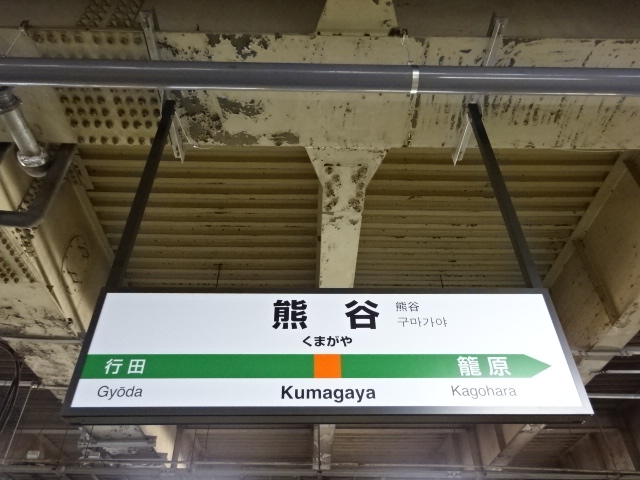 熊谷
熊谷
구마가야
くまがや
行田
籠原
Gyōda
Kumagaya
Kagohara